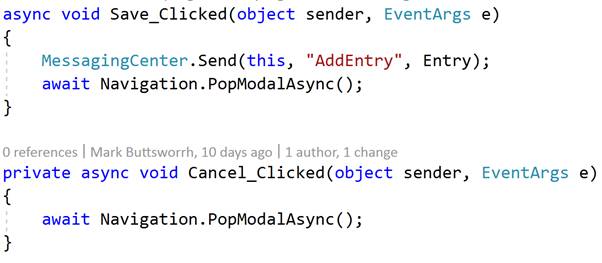 async void Save_Clicked(object sender, EventArgs e)
{
MessagingCenter.Send(this, "AddEntry", Entry);
await Navigation.PopModalAsync();
}
0 references | Mark Buttsworrh, 10 days ago | 1 author, 1 change
private async void Cancel_Clicked(object sender, EventArgs e)
{
await Navigation.PopModalAsync();
}